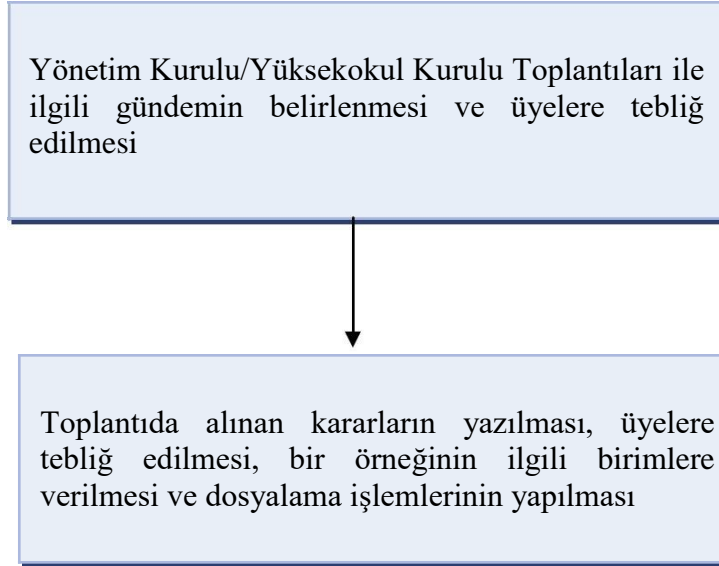 Yönetim Kurulu/Yüksekokul Kurulu Toplantıları ile
ilgili gündemin belirlenmesi ve üyelere tebliğ
edilmesi
Toplantıda alınan kararların yazılması, üyelere
tebliğ edilmesi, bir örneğinin ilgili birimlere
verilmesi ve dosyalama işlemlerinin yapılması